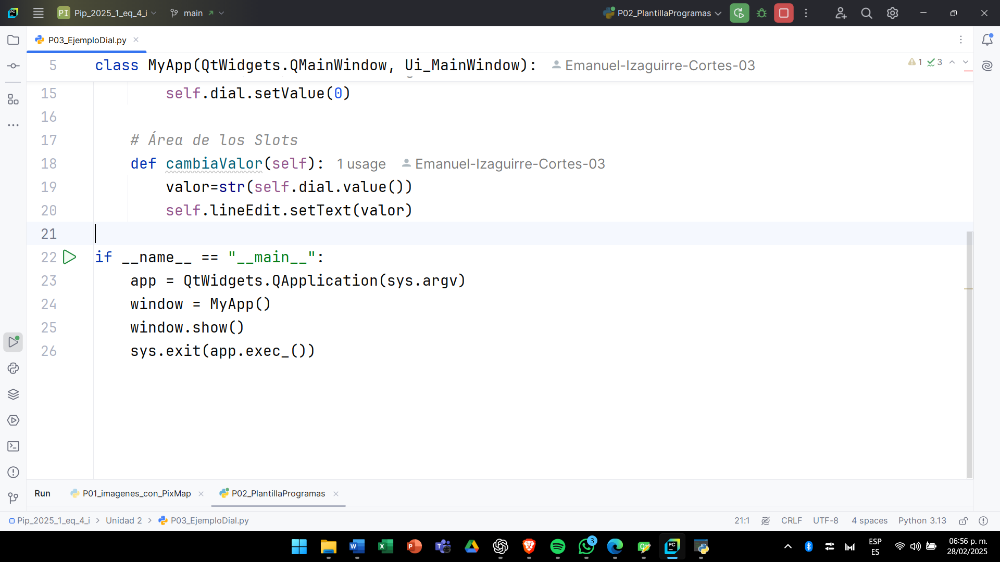 PC
PI Pip_2025_1_eq_4_i main P02_PlantillaProgramas
P03_EjemploDial.py
5 class MyApp(QtWidgets.QMainWindow, Ui_MainWindow): Emanuel-Izaguirre-Cortes-03 1 3
15 self.dial.setValue(0)
16
17 # Área de los Slots
18 def cambiaValor(self): 1 usage Emanuel-Izaguirre-Cortes-03
19 valor=str(self.dial.value())
20 self.lineEdit.setText(valor)
21
22 if __name__ == "__main__":
23 app = QtWidgets.QApplication(sys.argv)
24 window = MyApp()
25 window.show()
26 sys.exit(app.exec_())
Run P01_imagenes_con_PixMap P02_PlantillaProgramas
Pip_2025_1_eq_4_i > Unidad 2 > P03_EjemploDial.py 21:1 CRLF UTF-8 4 spaces Python 3.13
3
ESP
ES
06:56 p. m.
28/02/2025